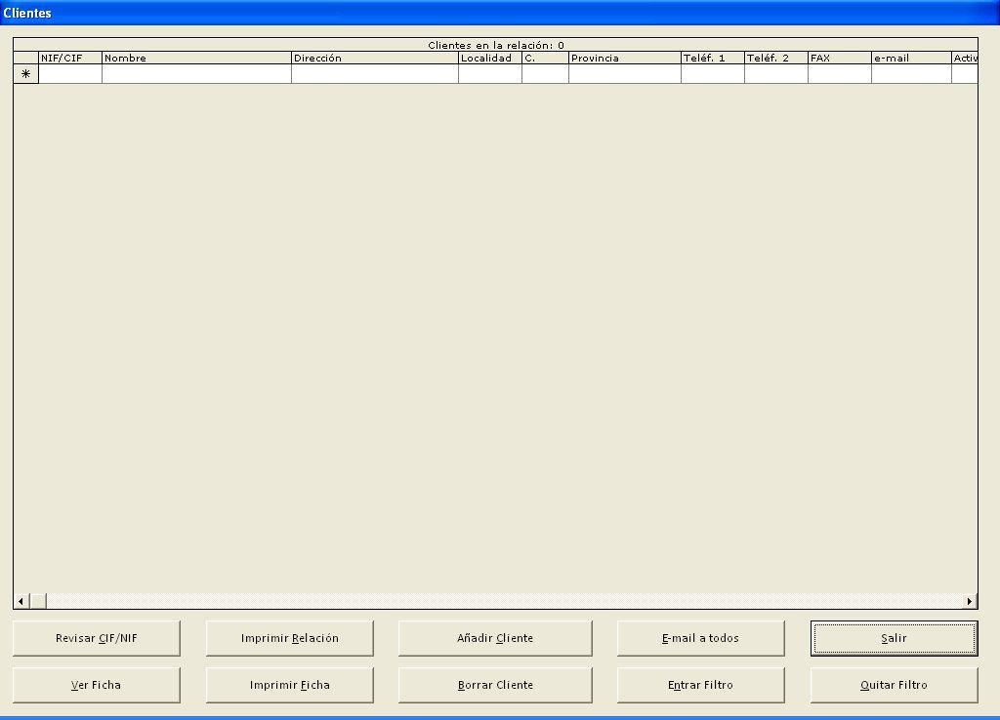 Clientes
Clientes en la relación: 0
NIF/CIF Nombre Dirección Localidad C. Provincia Teléf. 1 Teléf. 2 FAX e-mail Activ
Revisar CIF/NIF Imprimir Relación Añadir Cliente E-mail a todos Salir
Ver Ficha Imprimir Ficha Borrar Cliente Entrar Filtro Quitar Filtro